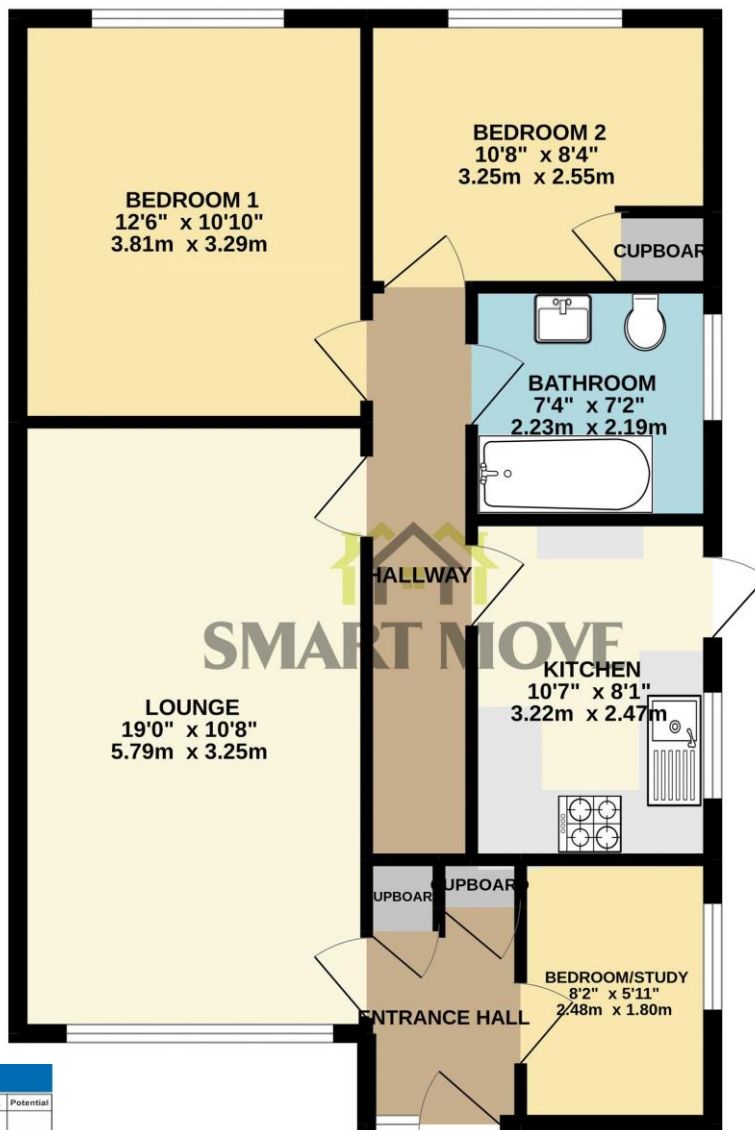 BEDROOM 1
12'6" x 10'10"
3.81m x 3.29m
BEDROOM 2
10'8" x 8'4"
3.25m x 2.55m
CUPBOAR
BATHROOM
7'4" x 7'2"
2.23m x 2.19m
HALLWAY
SMART MOVE
KITCHEN
10'7" x 8'1"
3.22m x 2.47m
LOUNGE
19'0" x 10'8"
5.79m x 3.25m
UPBOAR
CUPBOARD
BEDROOM/STUDY
8'2" x 5'11"
2.48m x 1.80m
ENTRANCE HALL
Potential